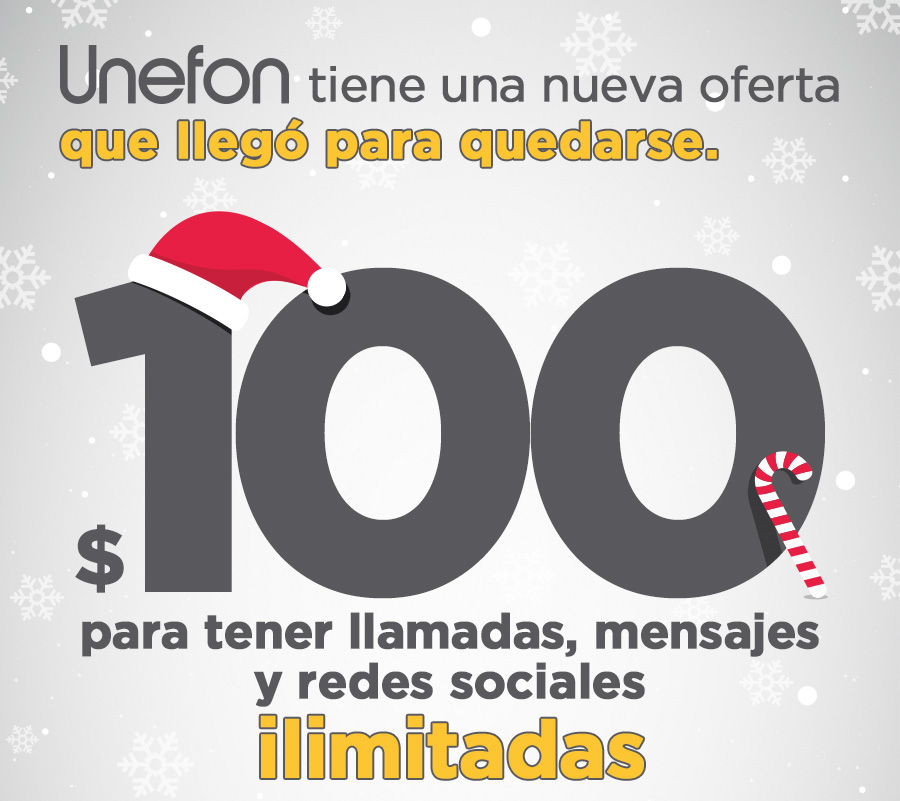 Unefon tiene una nueva oferta
que llegó para quedarse.
$100
para tener llamadas, mensajes
y redes sociales
ilimitadas